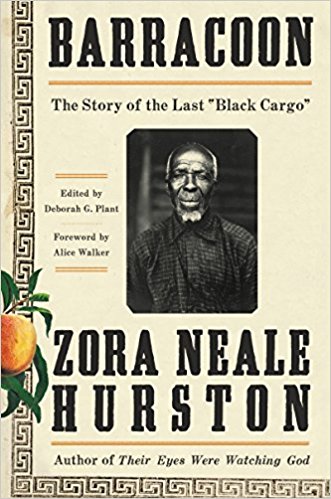 BARRACOON
The Story of the Last "Black Cargo"
Edited by
Deborah G. Plant
Foreword by
Alice Walker
ZORA NEALE
HURSTON
Author of Their Eyes Were Watching God